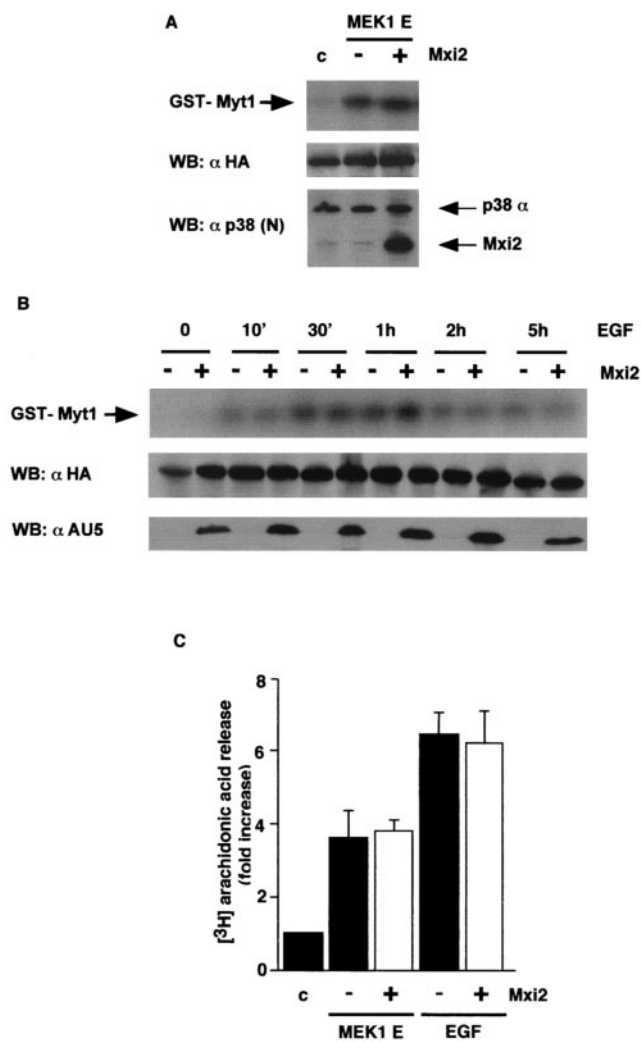 A
MEK1 E
c - + Mxi2
GST- Myt1
WB: α HA
WB: α p38 (N)
p38 α
Mxi2
B
0 10' 30' 1h 2h 5h EGF
- + - + - + - + - + - + Mxi2
GST- Myt1
WB: α HA
WB: α AU5
C
[³H] arachidonic acid release
(fold increase)
8
6
4
2
0
c - + - + Mxi2
MEK1 E EGF